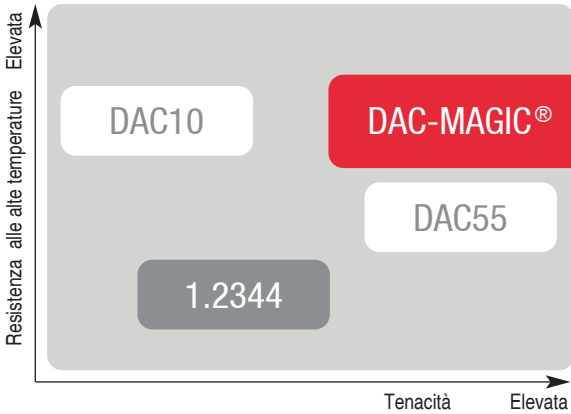 Resistenza alle alte temperature Elevata
DAC10
DAC-MAGIC®
DAC55
1.2344
Tenacità Elevata